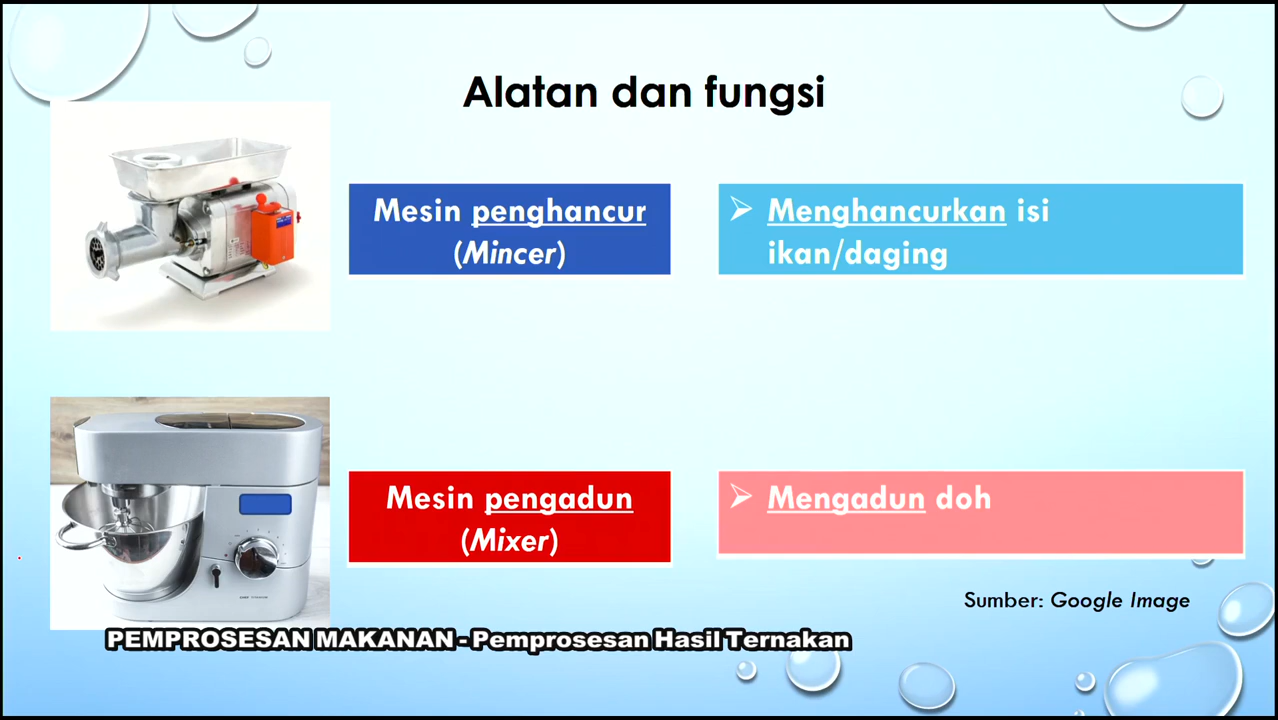 Alatan dan fungsi
Mesin penghancur
(Mincer)
Menghancurkan isi
ikan/daging
Mesin pengadun
(Mixer)
Mengadun doh
Sumber: Google Image
PEMPROSESAN MAKANAN - Pemprosesan Hasil Ternakan